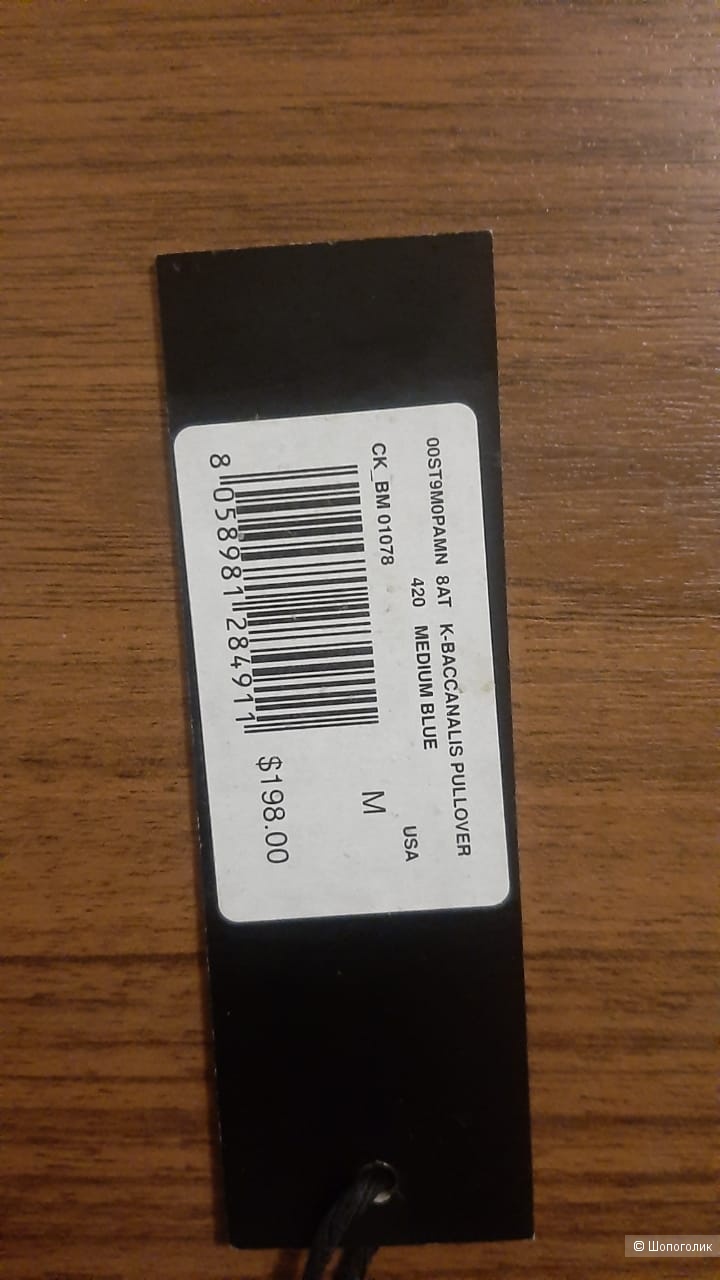 00ST9M0PAMN 8AT K-BACCANALIS PULLOVER
420 MEDIUM BLUE USA
CK_BM 01078
M
8 058981 284911
$198.00
© Шопоголик